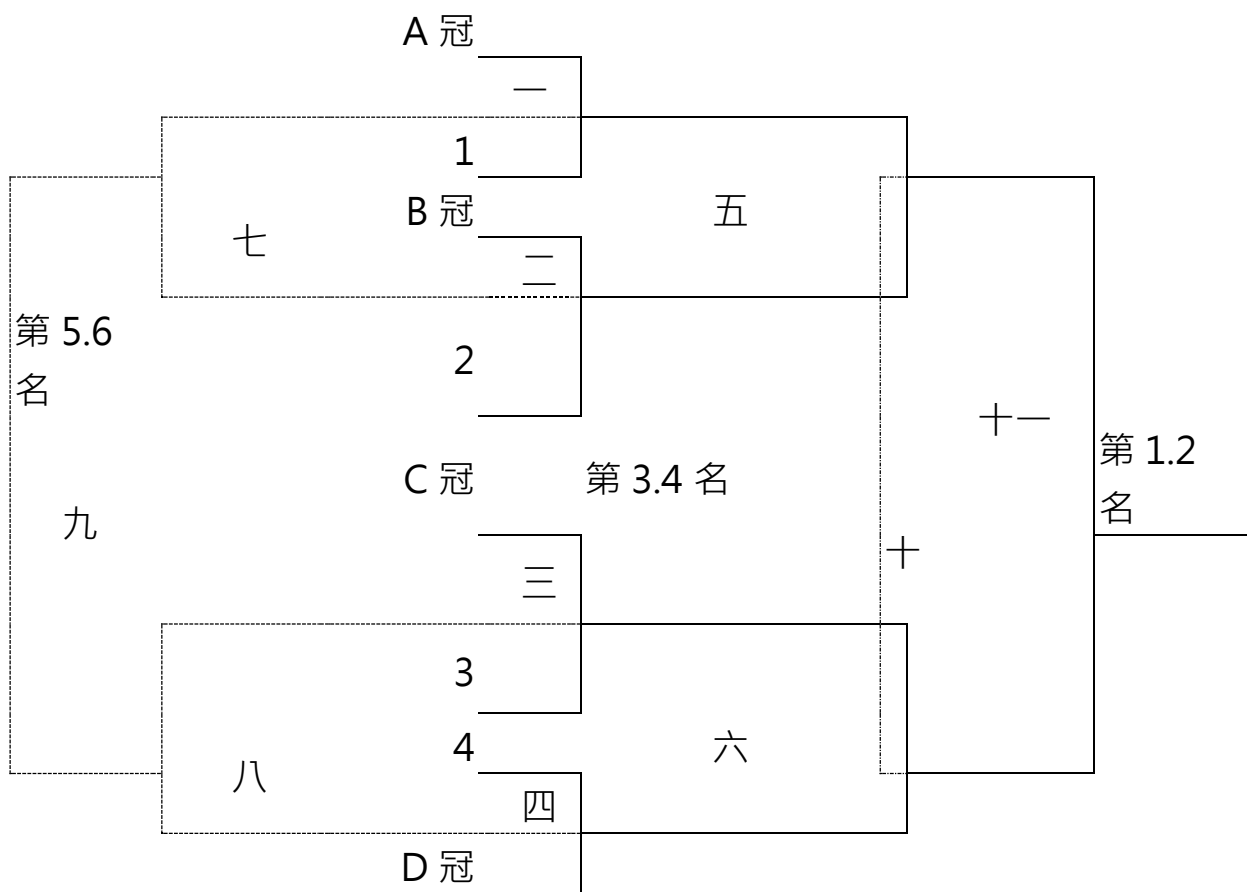 A 冠
一
1
B 冠
五
七
二
第 5.6
名
2
十一
第 1.2
名
C 冠
第 3.4 名
九
十
三
3
4
六
八
四
D 冠